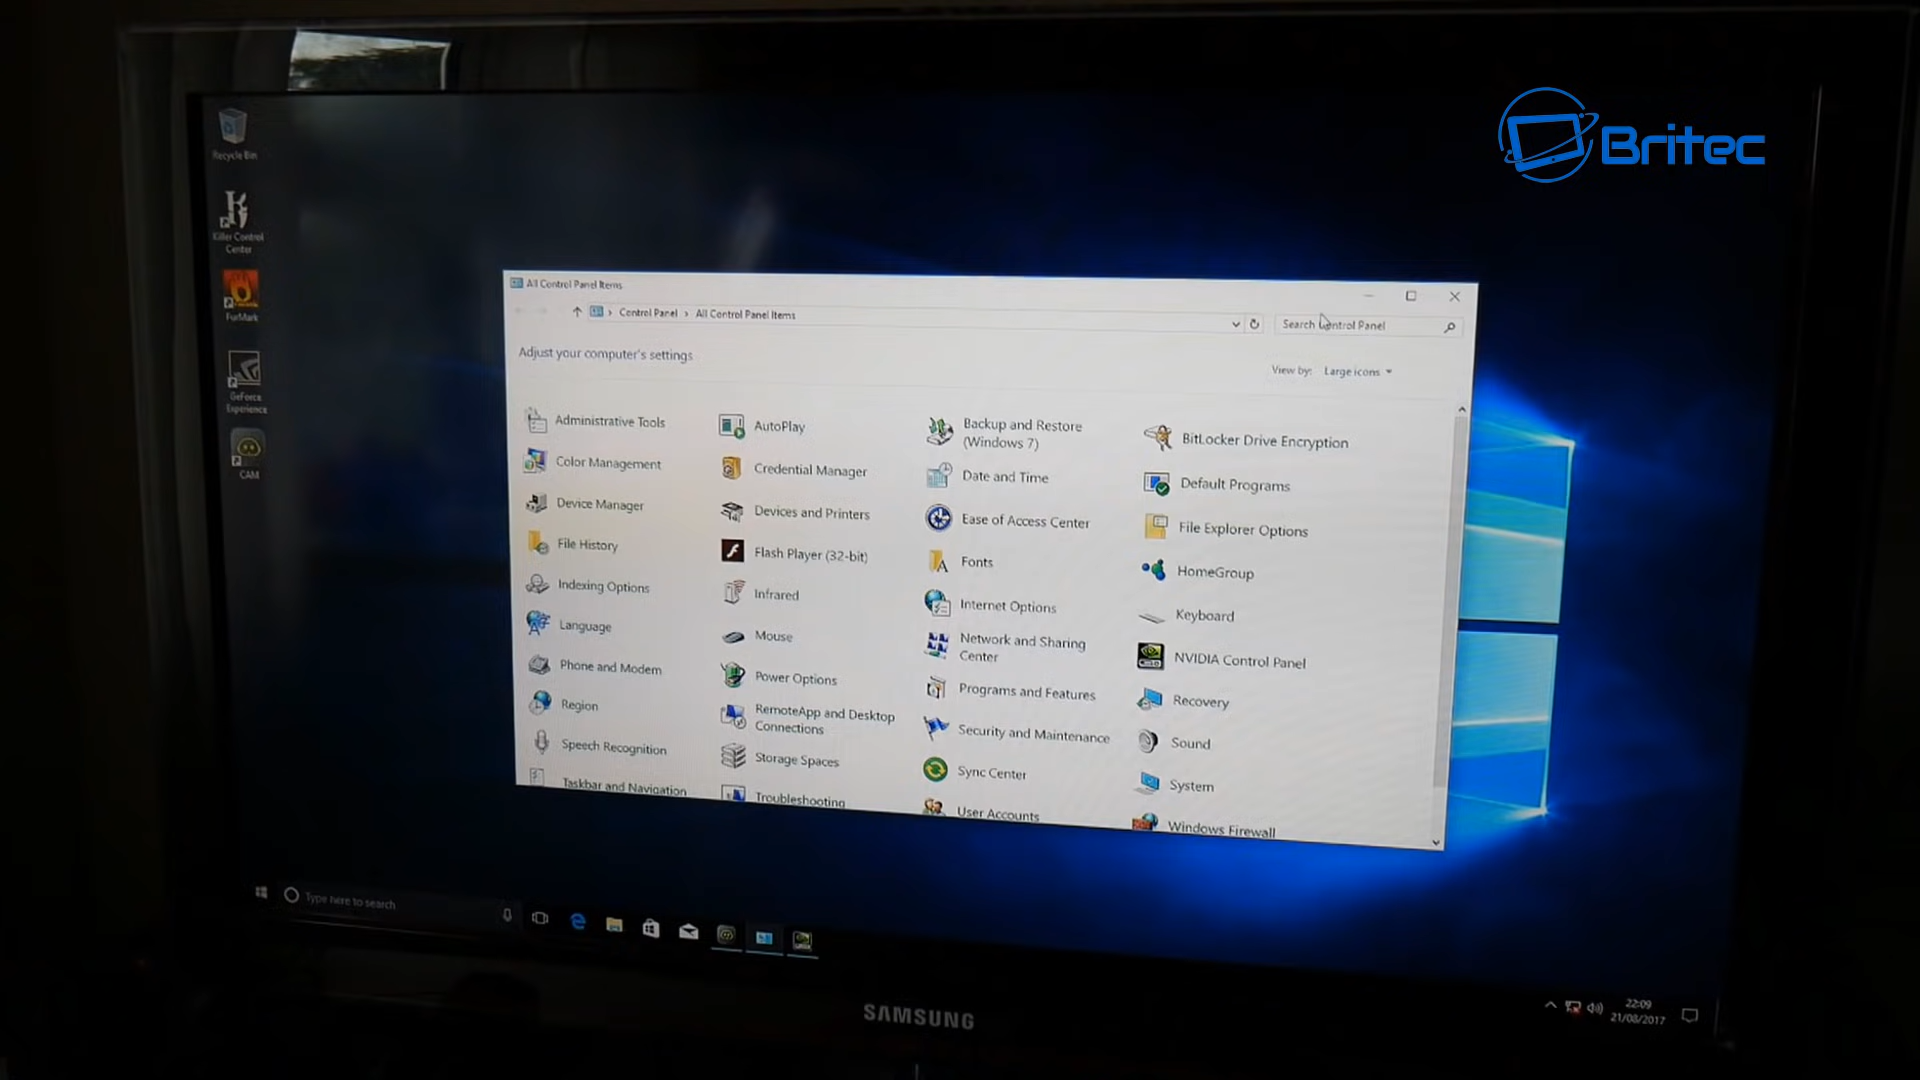 Britec
Recycle Bin
Killer Control
Center
FurMark
GeForce
Experience
CAM
All Control Panel Items
Control Panel › All Control Panel Items
Search Control Panel
Adjust your computer's settings
View by: Large icons
Administrative Tools
AutoPlay
Backup and Restore
(Windows 7)
BitLocker Drive Encryption
Color Management
Credential Manager
Date and Time
Default Programs
Device Manager
Devices and Printers
Ease of Access Center
File Explorer Options
File History
Flash Player (32-bit)
Fonts
HomeGroup
Indexing Options
Infrared
Internet Options
Keyboard
Language
Mouse
Network and Sharing
Center
NVIDIA Control Panel
Phone and Modem
Power Options
Programs and Features
Recovery
Region
RemoteApp and Desktop
Connections
Security and Maintenance
Sound
Speech Recognition
Storage Spaces
Sync Center
System
Taskbar and Navigation
Troubleshooting
User Accounts
Windows Firewall
Type here to search
22:09
21/08/2017
SAMSUNG